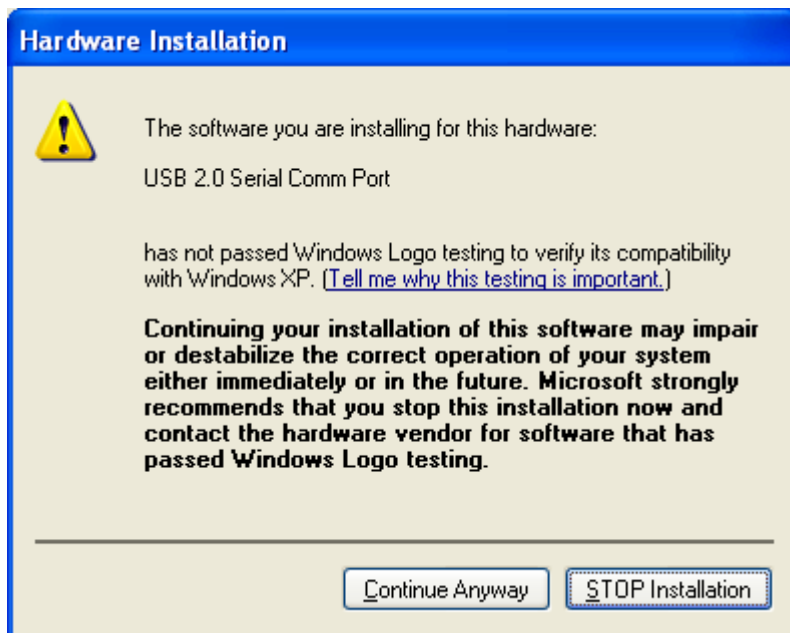 Hardware Installation
The software you are installing for this hardware:
USB 2.0 Serial Comm Port
has not passed Windows Logo testing to verify its compatibility
with Windows XP. (Tell me why this testing is important.)
Continuing your installation of this software may impair
or destabilize the correct operation of your system
either immediately or in the future. Microsoft strongly
recommends that you stop this installation now and
contact the hardware vendor for software that has
passed Windows Logo testing.
Continue Anyway
STOP Installation